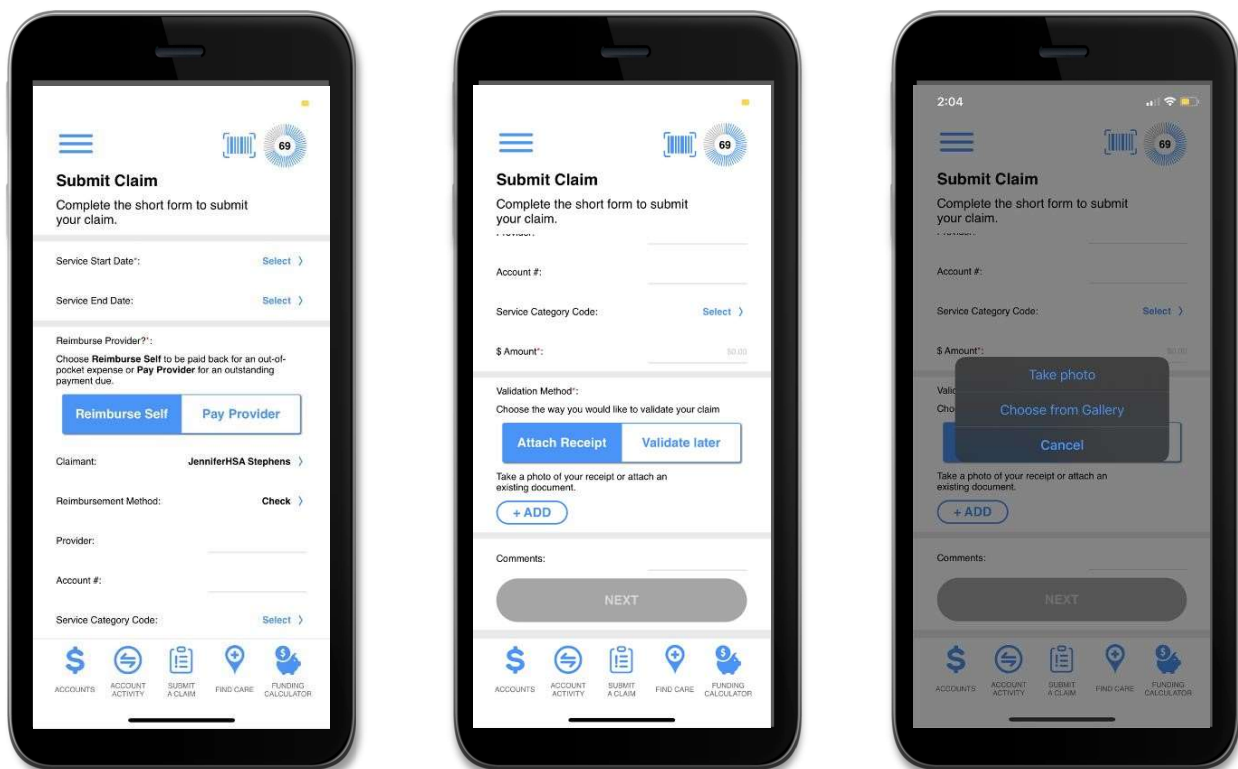 69
Submit Claim
Complete the short form to submit
your claim.
Service Start Date*:
Select >
Service End Date:
Select >
Reimburse Provider?*:
Choose Reimburse Self to be paid back for an out-of-
pocket expense or Pay Provider for an outstanding
payment due.
Reimburse Self
Pay Provider
Claimant:
JenniferHSA Stephens >
Reimbursement Method:
Check >
Provider:
Account #:
Service Category Code:
Select >
ACCOUNTS
ACCOUNT
ACTIVITY
SUBMIT
A CLAIM
FIND CARE
FUNDING
CALCULATOR
69
Submit Claim
Complete the short form to submit
your claim.
Provider:
Account #:
Service Category Code:
Select >
$ Amount*:
$0.00
Validation Method*:
Choose the way you would like to validate your claim
Attach Receipt
Validate later
Take a photo of your receipt or attach an
existing document.
+ ADD
Comments:
NEXT
ACCOUNTS
ACCOUNT
ACTIVITY
SUBMIT
A CLAIM
FIND CARE
FUNDING
CALCULATOR
2:04
69
Submit Claim
Complete the short form to submit
your claim.
Provider:
Account #:
Service Category Code:
Select >
$ Amount*:
$0.00
Take photo
Choose from Gallery
Cancel
Take a photo of your receipt or attach an
existing document.
+ ADD
Comments:
NEXT
ACCOUNTS
ACCOUNT
ACTIVITY
SUBMIT
A CLAIM
FIND CARE
FUNDING
CALCULATOR